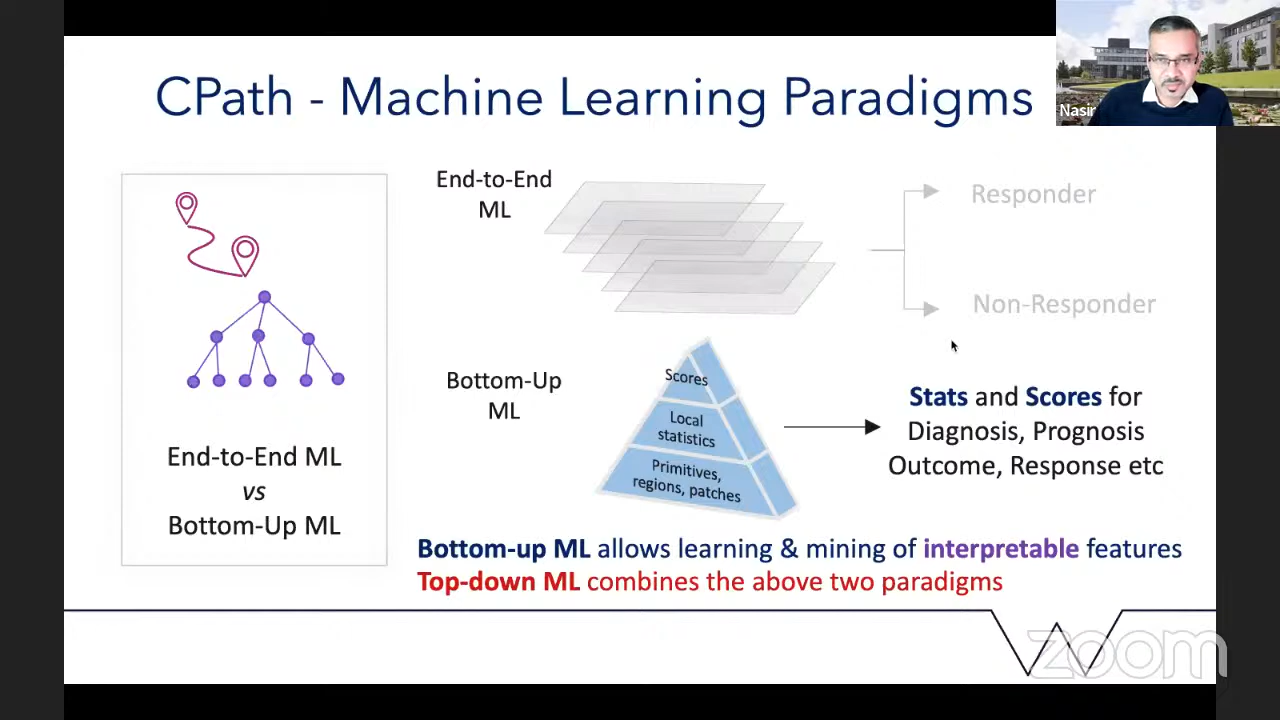 CPath - Machine Learning Paradigms
Nasir
End-to-End ML
vs
Bottom-Up ML
End-to-End
ML
Responder
Non-Responder
Bottom-Up
ML
Scores
Local
statistics
Primitives,
regions, patches
Stats and Scores for
Diagnosis, Prognosis
Outcome, Response etc
Bottom-up ML allows learning & mining of interpretable features
Top-down ML combines the above two paradigms
zoom